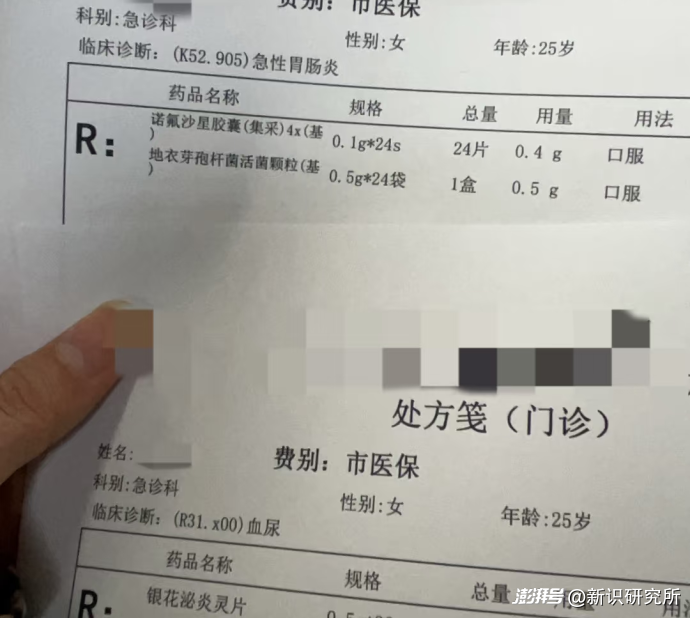 费别：市医保
科别:急诊科
性别:女
年龄:25岁
临床诊断：(K52.905)急性胃肠炎
药品名称 规格 总量 用量 用法
R:
诺氟沙星胶囊(集采)4x(基
) 0.1g*24s 24片 0.4 g 口服
地衣芽孢杆菌活菌颗粒(基
) 0.5g*24袋 1盒 0.5 g 口服
处方笺（门诊）
姓名:
费别：市医保
科别:急诊科
性别:女
年龄:25岁
临床诊断：(R31.x00)血尿
药品名称 规格 总量 用法
R:
银花泌炎灵片
澎湃号@新识研究所